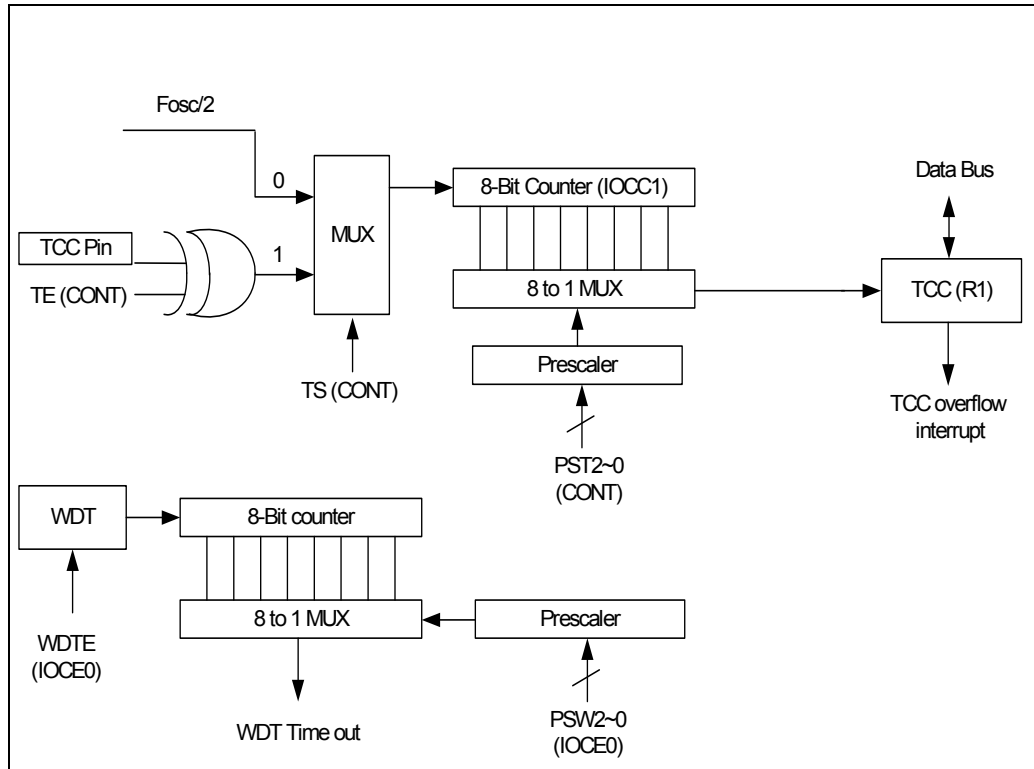 Fosc/2
0
8-Bit Counter (IOCC1)
Data Bus
TCC Pin
1
MUX
TE (CONT)
8 to 1 MUX
TCC (R1)
Prescaler
TS (CONT)
TCC overflow
interrupt
PST2~0
(CONT)
WDT
8-Bit counter
8 to 1 MUX
Prescaler
WDTE
(IOCE0)
WDT Time out
PSW2~0
(IOCE0)